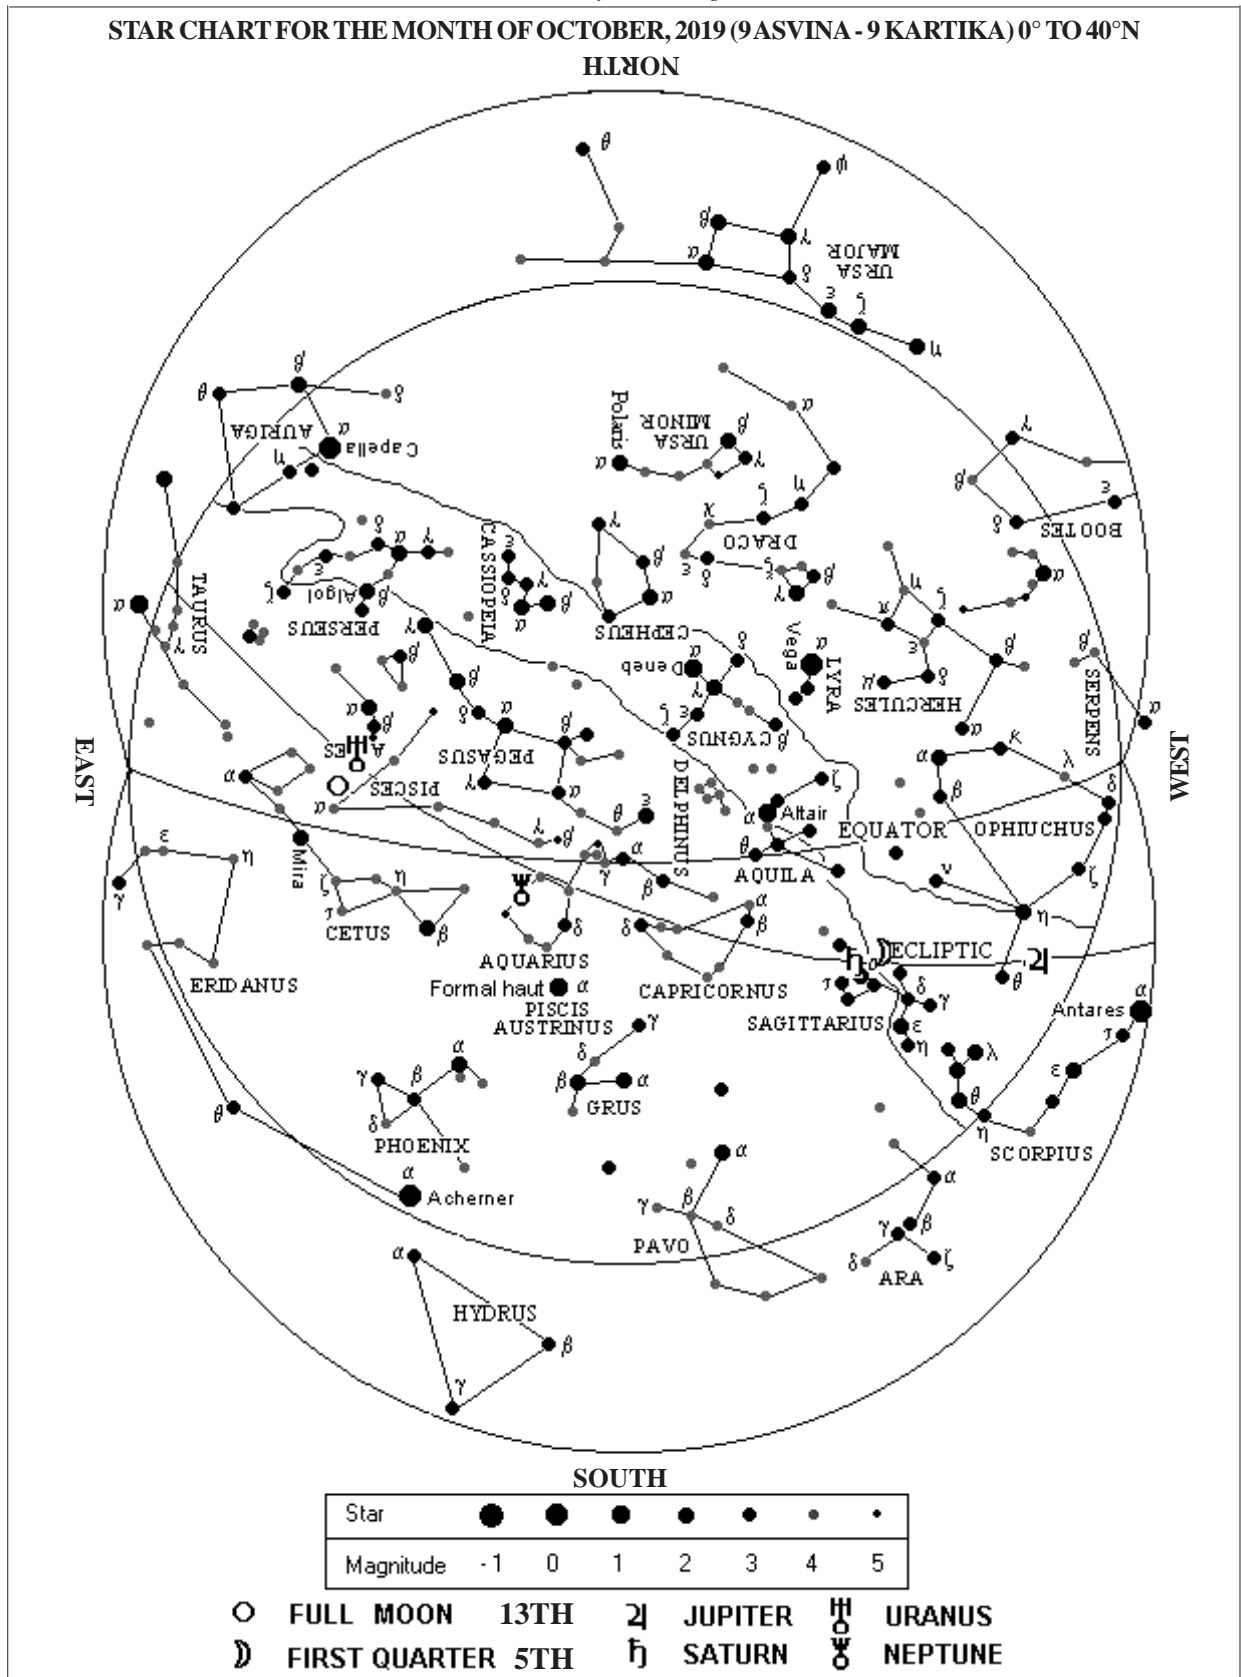 STAR CHART FOR THE MONTH OF OCTOBER, 2019 (9 ASVINA - 9 KARTIKA) 0° TO 40°N
NORTH
θ
φ
β
γ
α
δ
URSA
MAJOR
ε
ζ
η
β
θ
δ
α
AURIGA
Capella
η
Polaris
α
URSA
MINOR
β
γ
α
η
ζ
κ
DRACO
ε
δ
ζ
β
γ
γ
β
δ
ε
BOOTES
TAURUS
α
γ
δ
α
γ
ε
ζ
Algol
β
PERSEUS
CASSIOPEIA
ε
γ
δ
β
α
γ
β
α
CEPHEUS
η
π
ζ
ε
β
μ
δ
HERCULES
α
α
β
SERPENS
α
γ
β
δ
α
β
PEGASUS
γ
α
Deneb
α
δ
γ
ε
ζ
CYGNUS
β
Vega
α
LYRA
β
α
β
A
ES
EAST
WEST
α
PISCES
α
θ
ε
DELPHINUS
ζ
α
Altair
κ
α
λ
β
δ
EQUATOR
OPHIUCHUS
Mira
ε
η
γ
γ
β
γ
α
β
θ
AQUILA
ν
ζ
η
ζ
η
τ
CETUS
β
δ
AQUARIUS
δ
α
β
CAPRICORNUS
ECLIPTIC
θ
ERIDANUS
Formal haut
α
PISCIS
AUSTRINUS
γ
τ
δ
γ
SAGITTARIUS
ε
η
Antares
α
τ
α
γ
β
δ
PHOENIX
δ
β
α
GRUS
λ
ε
θ
η
SCORPIUS
θ
α
Acherner
α
γ
β
δ
PAVO
α
γ
β
δ
ζ
ARA
α
HYDRUS
β
γ
SOUTH
Star
Magnitude -1 0 1 2 3 4 5
FULL MOON 13TH ♃ JUPITER ♅ URANUS
FIRST QUARTER 5TH ♄ SATURN ♆ NEPTUNE